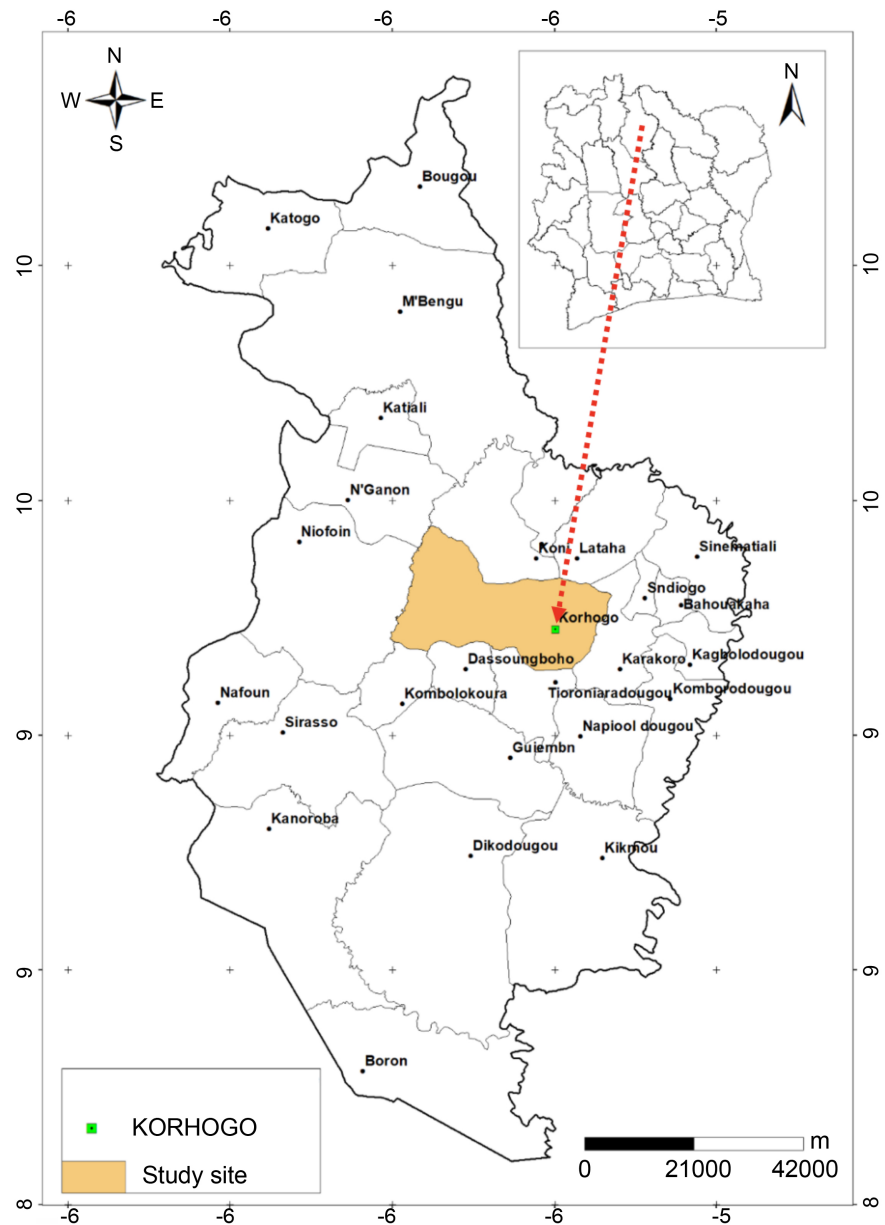 -6 -6 -6 -6 -5
N
W E
S
N
Bougou
Katogo
10 10
M'Bengu
Katiali
N'Ganon
10 10
Niofoin
Koni Lataha Sinematiali
Sndiogo
Bahouakaha
Korhogo
Dassoungboho Karakoro Kagbolodougou
Nafoun Kombolokoura Tioroniaradougou Komborodougou
Sirasso Napiool dougou
9 9
Guiembn
Kanoroba
Dikodougou Kikmou
9 9
Boron
KORHOGO
Study site
m
0 21000 42000
8 8
-6 -6 -6 -6 -5